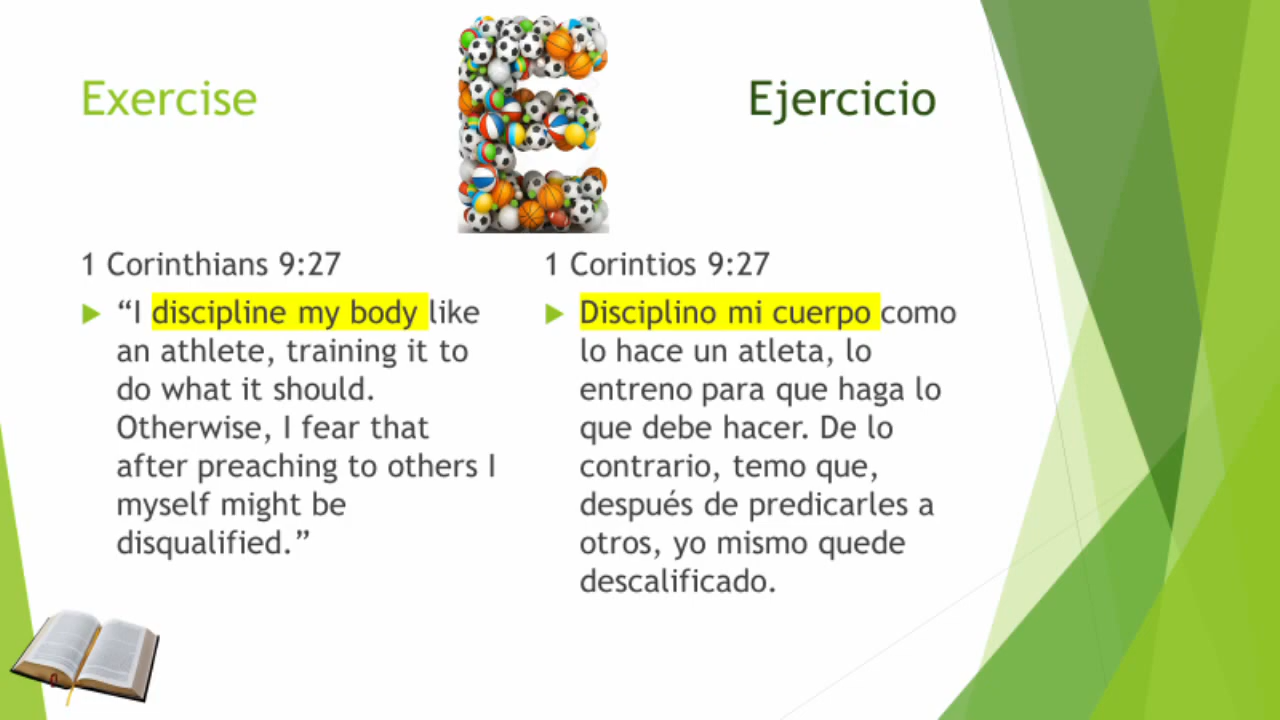 Exercise
Ejercicio
1 Corinthians 9:27
“I discipline my body like
an athlete, training it to
do what it should.
Otherwise, I fear that
after preaching to others I
myself might be
disqualified.”
1 Corintios 9:27
Disciplino mi cuerpo como
lo hace un atleta, lo
entreno para que haga lo
que debe hacer. De lo
contrario, temo que,
después de predicarles a
otros, yo mismo quede
descalificado.